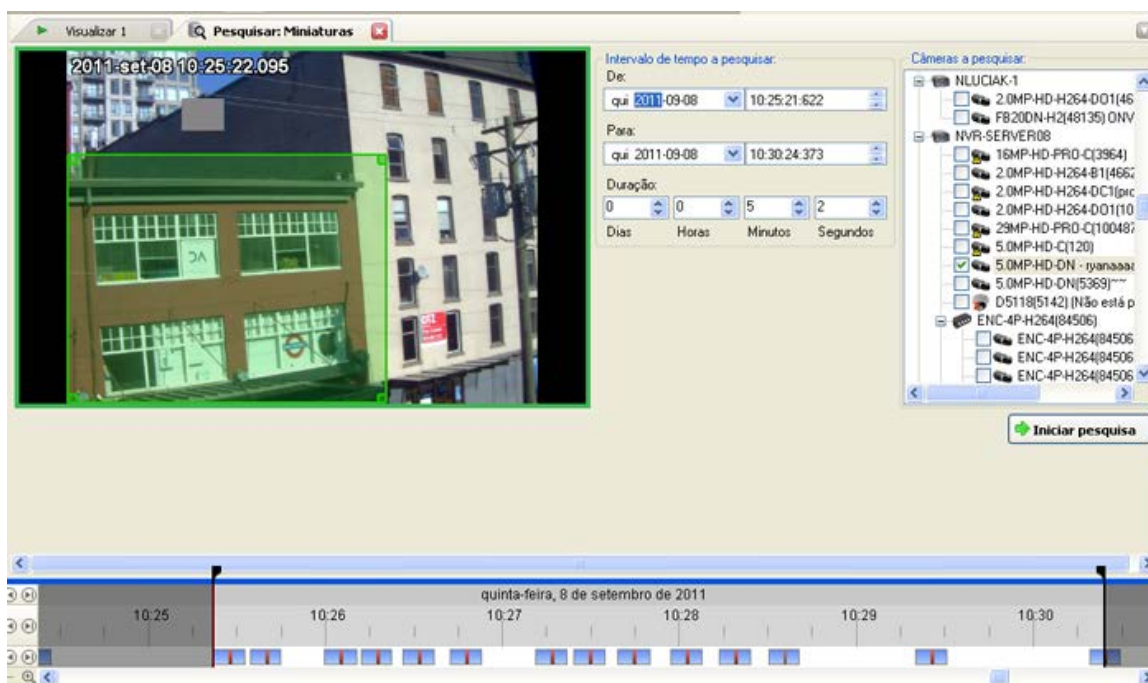 Visualizar 1
Pesquisar: Miniaturas
2011-set-08 10:25:22.095
Intervalo de tempo a pesquisar:
De:
qui 2011-09-08
10:25:21:622
Para:
qui 2011-09-08
10:30:24:373
Duração:
0
0
5
2
Dias
Horas
Minutos
Segundos
Câmeras a pesquisar:
NLUCIAK-1
2.0MP-HD-H264-DO1(46
FB20DN-H2(48135) ONV
NVR-SERVER08
16MP-HD-PRO-C(3964)
2.0MP-HD-H264-B1(4662
2.0MP-HD-H264-DC1(prc
2.0MP-HD-H264-DO1(10
29MP-HD-PRO-C(100487
5.0MP-HD-C(120)
5.0MP-HD-DN - ryanaaaa
5.0MP-HD-DN(5369)~~
D5118(5142) (Não está p
ENC-4P-H264(84506)
ENC-4P-H264(84506
ENC-4P-H264(84506
ENC-4P-H264(84506
Iniciar pesquisa
quinta-feira, 8 de setembro de 2011
10:25
10:26
10:27
10:28
10:29
10:30